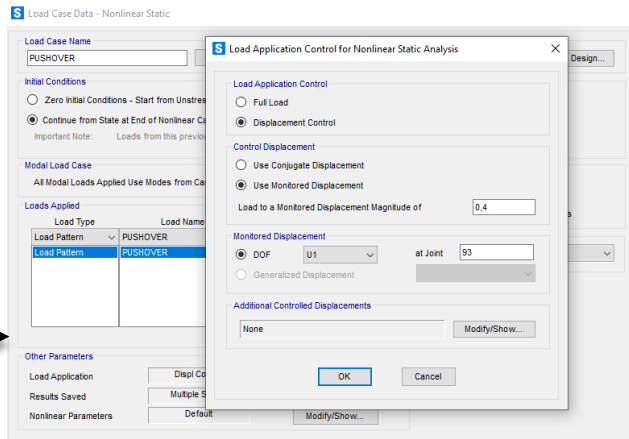 S Load Case Data - Nonlinear Static
Load Case Name
PUSHOVER
Design...
Initial Conditions
Zero Initial Conditions - Start from Unstres
Continue from State at End of Nonlinear Ca
Important Note: Loads from this previou
Modal Load Case
All Modal Loads Applied Use Modes from Ca
Loads Applied
Load Type Load Name
Load Pattern PUSHOVER
Load Pattern PUSHOVER
s
Other Parameters
Load Application Displ Co
Results Saved Multiple S
Nonlinear Parameters Default Modify/Show...
S Load Application Control for Nonlinear Static Analysis
Load Application Control
Full Load
Displacement Control
Control Displacement
Use Conjugate Displacement
Use Monitored Displacement
Load to a Monitored Displacement Magnitude of 0,4
Monitored Displacement
DOF U1 at Joint 93
Generalized Displacement
Additional Controlled Displacements
None Modify/Show...
OK Cancel